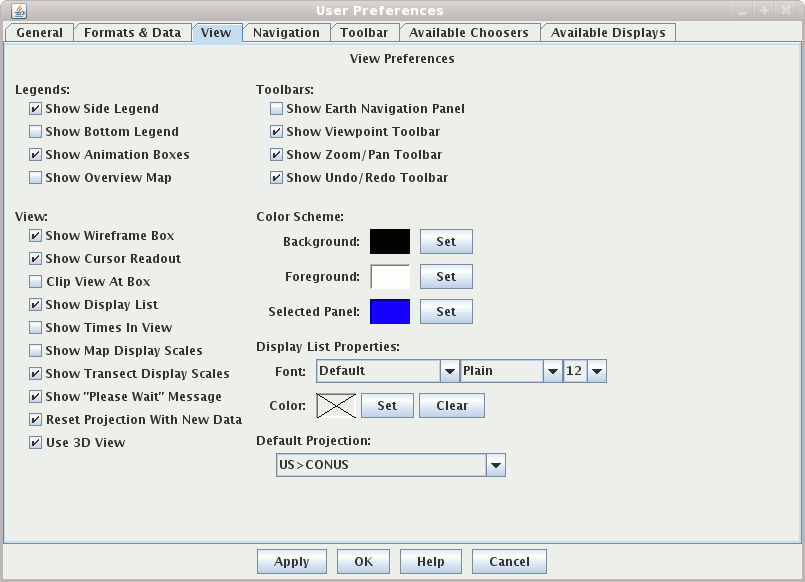 User Preferences
General Formats & Data View Navigation Toolbar Available Choosers Available Displays
View Preferences
Legends:
Show Side Legend
Show Bottom Legend
Show Animation Boxes
Show Overview Map
Toolbars:
Show Earth Navigation Panel
Show Viewpoint Toolbar
Show Zoom/Pan Toolbar
Show Undo/Redo Toolbar
View:
Show Wireframe Box
Show Cursor Readout
Clip View At Box
Show Display List
Show Times In View
Show Map Display Scales
Show Transect Display Scales
Show "Please Wait" Message
Reset Projection With New Data
Use 3D View
Color Scheme:
Background: Set
Foreground: Set
Selected Panel: Set
Display List Properties:
Font: Default Plain 12
Color: Set Clear
Default Projection:
US>CONUS
Apply OK Help Cancel